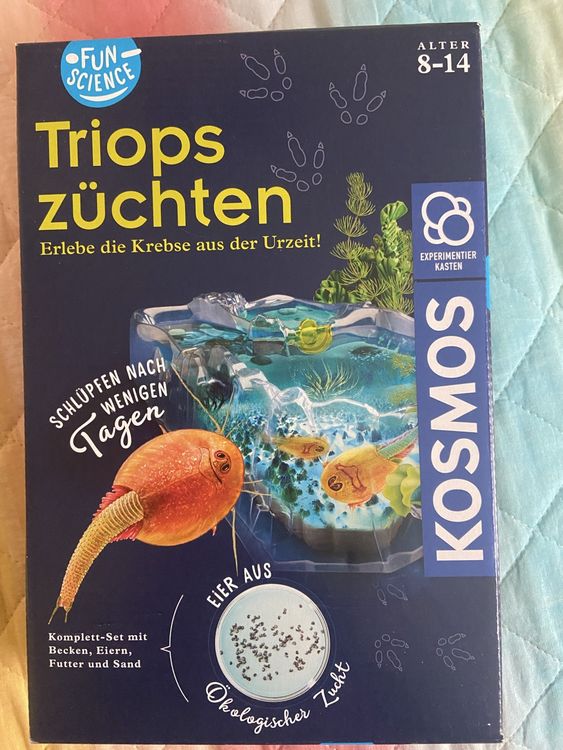 FUN
SCIENCE
ALTER
8-14
Triops
züchten
Erlebe die Krebse aus der Urzeit!
EXPERIMENTIER
KASTEN
KOSMOS
SCHLÜPFEN NACH
WENIGEN
Tagen
EIER AUS
Ökologischer Zucht
Komplett-Set mit
Becken, Eiern,
Futter und Sand